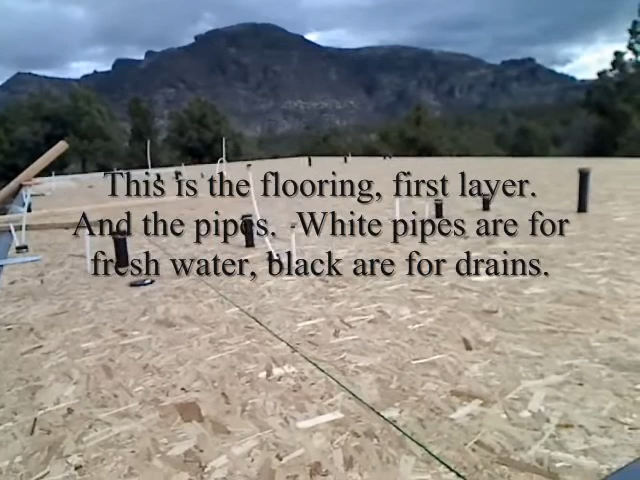 This is the flooring, first layer.
And the pipes.  White pipes are for
fresh water, black are for drains.